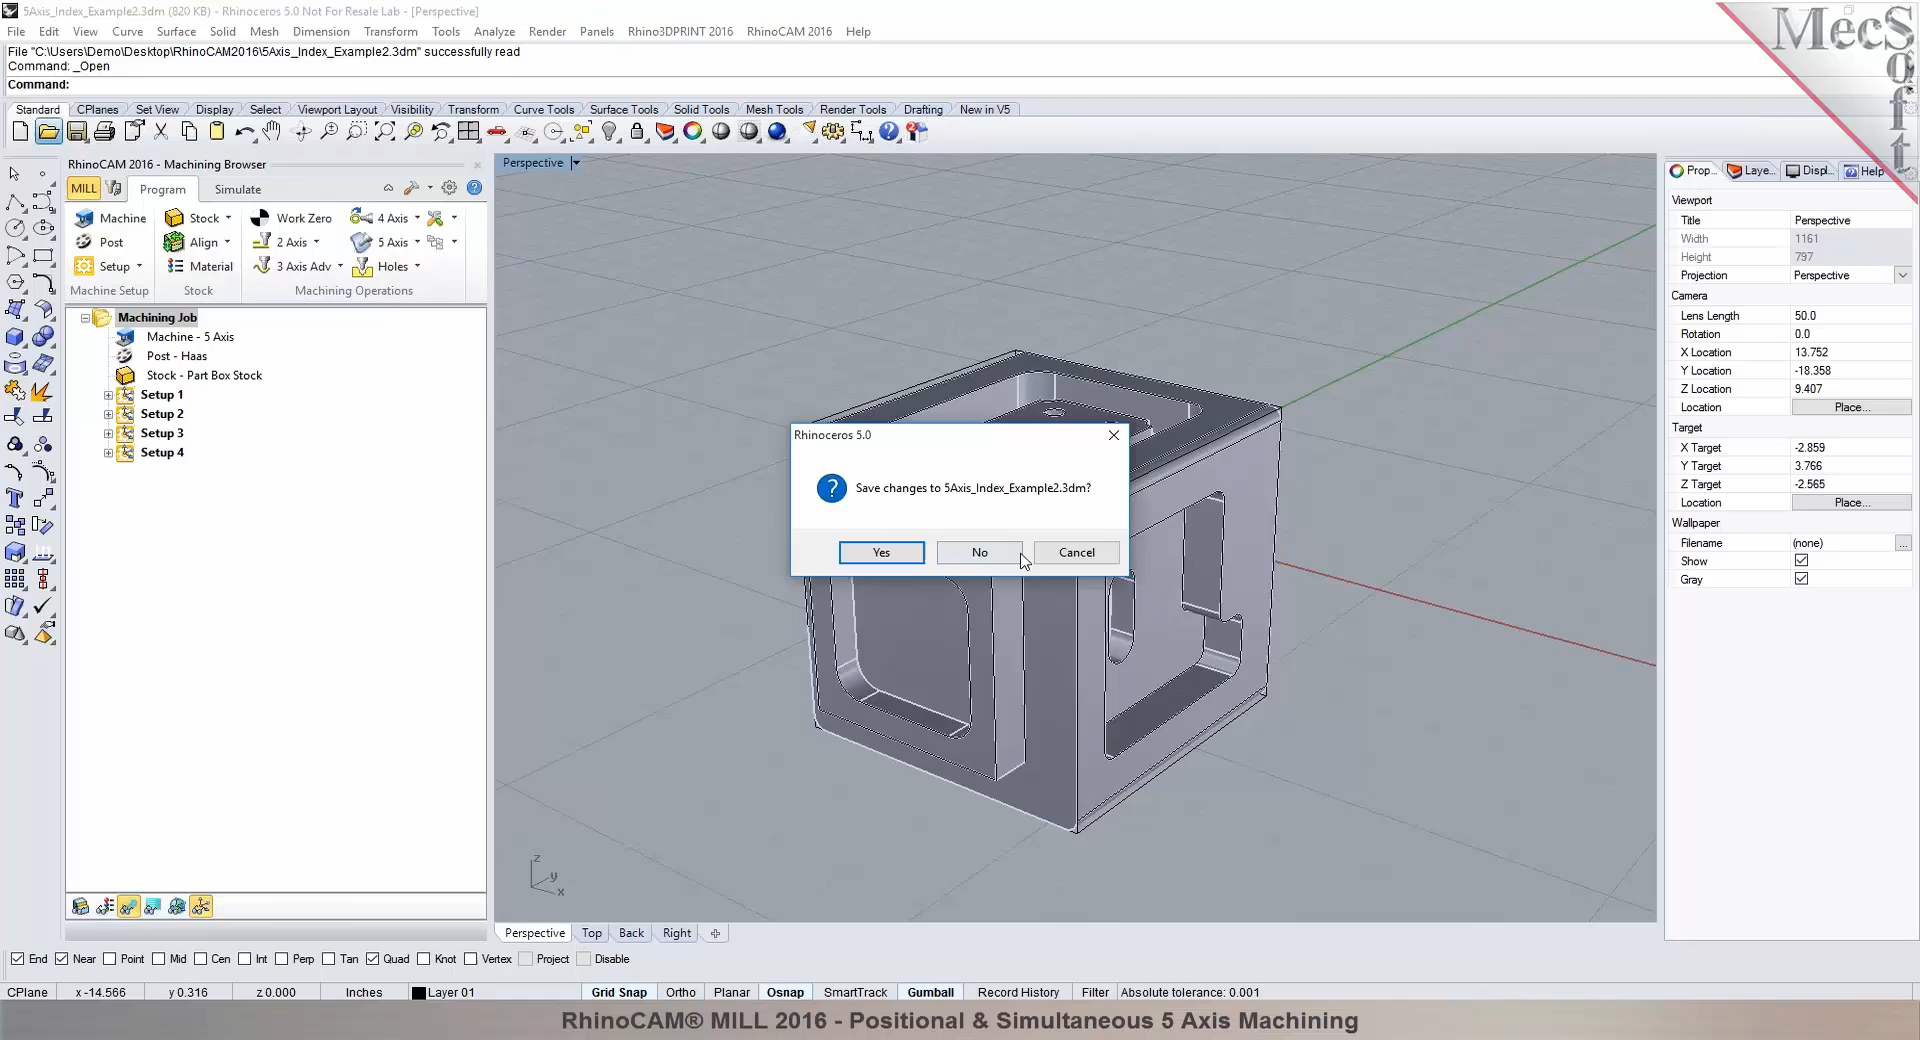 5Axis_Index_Example2.3dm (820 KB) - Rhinoceros 5.0 Not For Resale Lab - [Perspective]
File Edit View Curve Surface Solid Mesh Dimension Transform Tools Analyze Render Panels Rhino3DPRINT 2016 RhinoCAM 2016 Help
File "C:\Users\Demo\Desktop\RhinoCAM2016\5Axis_Index_Example2.3dm" successfully read
Command: _Open
Command:
Standard CPlanes Set View Display Select Viewport Layout Visibility Transform Curve Tools Surface Tools Solid Tools Mesh Tools Render Tools Drafting New in V5
MecSoft
RhinoCAM 2016 - Machining Browser
MILL Program Simulate
Machine Stock Work Zero 4 Axis
Post Align 2 Axis 5 Axis
Setup Material 3 Axis Adv Holes
Machine Setup Stock Machining Operations
Machining Job
Machine - 5 Axis
Post - Haas
Stock - Part Box Stock
Setup 1
Setup 2
Setup 3
Setup 4
Perspective
Rhinoceros 5.0
Save changes to 5Axis_Index_Example2.3dm?
Yes No Cancel
z
y
x
Prop... Laye... Displ... Help
Viewport
Title Perspective
Width 1161
Height 797
Projection Perspective
Camera
Lens Length 50.0
Rotation 0.0
X Location 13.752
Y Location -18.358
Z Location 9.407
Location Place...
Target
X Target -2.859
Y Target 3.766
Z Target -2.565
Location Place...
Wallpaper
Filename (none) ...
Show
Gray
Perspective Top Back Right
End Near Point Mid Cen Int Perp Tan Quad Knot Vertex Project Disable
CPlane x -14.566 y 0.316 z 0.000 Inches Layer 01 Grid Snap Ortho Planar Osnap SmartTrack Gumball Record History Filter Absolute tolerance: 0.001
RhinoCAM® MILL 2016 - Positional & Simultaneous 5 Axis Machining